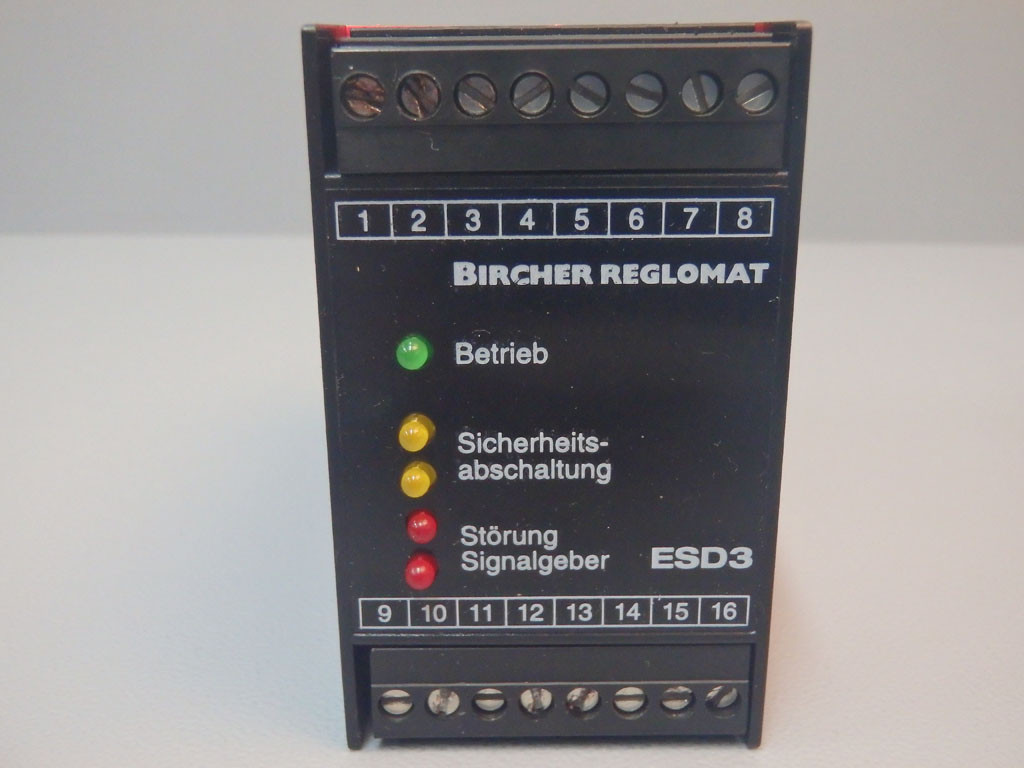 1 2 3 4 5 6 7 8
BIRCHER REGLOMAT
Betrieb
Sicherheits-
abschaltung
Störung
Signalgeber
ESD3
9 10 11 12 13 14 15 16